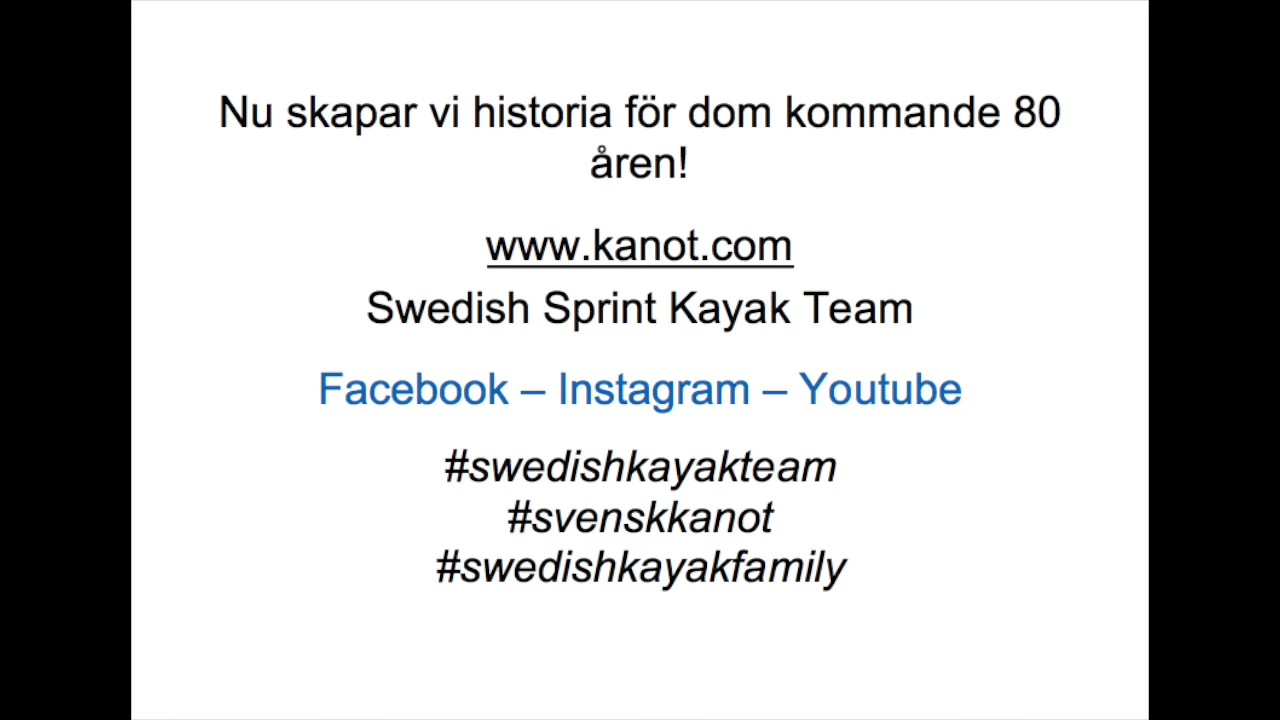 Nu skapar vi historia för dom kommande 80
åren!
www.kanot.com
Swedish Sprint Kayak Team
Facebook – Instagram – Youtube
#swedishkayakteam
#svenskkanot
#swedishkayakfamily